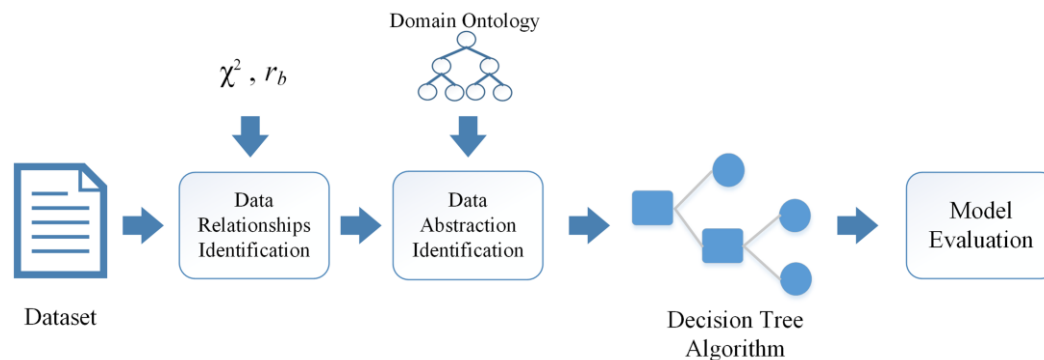 Domain Ontology
χ² , r_b
Data
Relationships
Identification
Data
Abstraction
Identification
Model
Evaluation
Dataset
Decision Tree
Algorithm